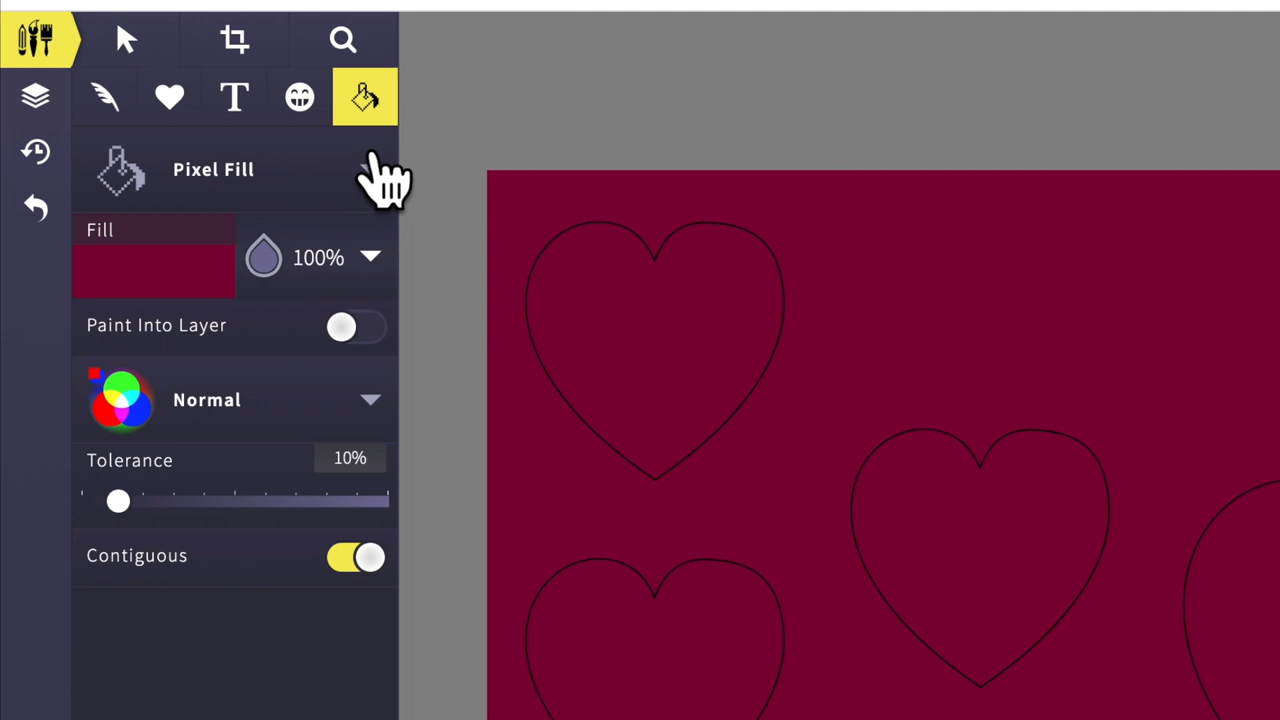 T
Pixel Fill
Fill
100%
Paint Into Layer
Normal
Tolerance
10%
Contiguous